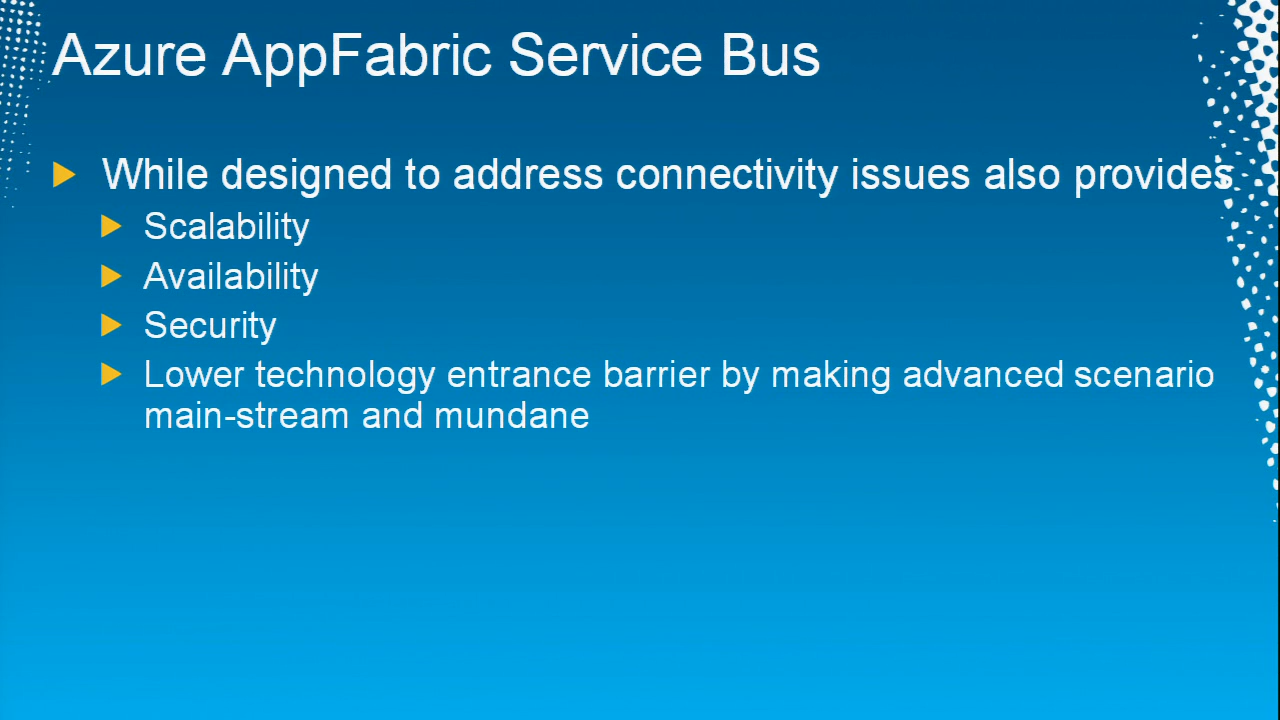 Azure AppFabric Service Bus
While designed to address connectivity issues also provides
Scalability
Availability
Security
Lower technology entrance barrier by making advanced scenario
main-stream and mundane